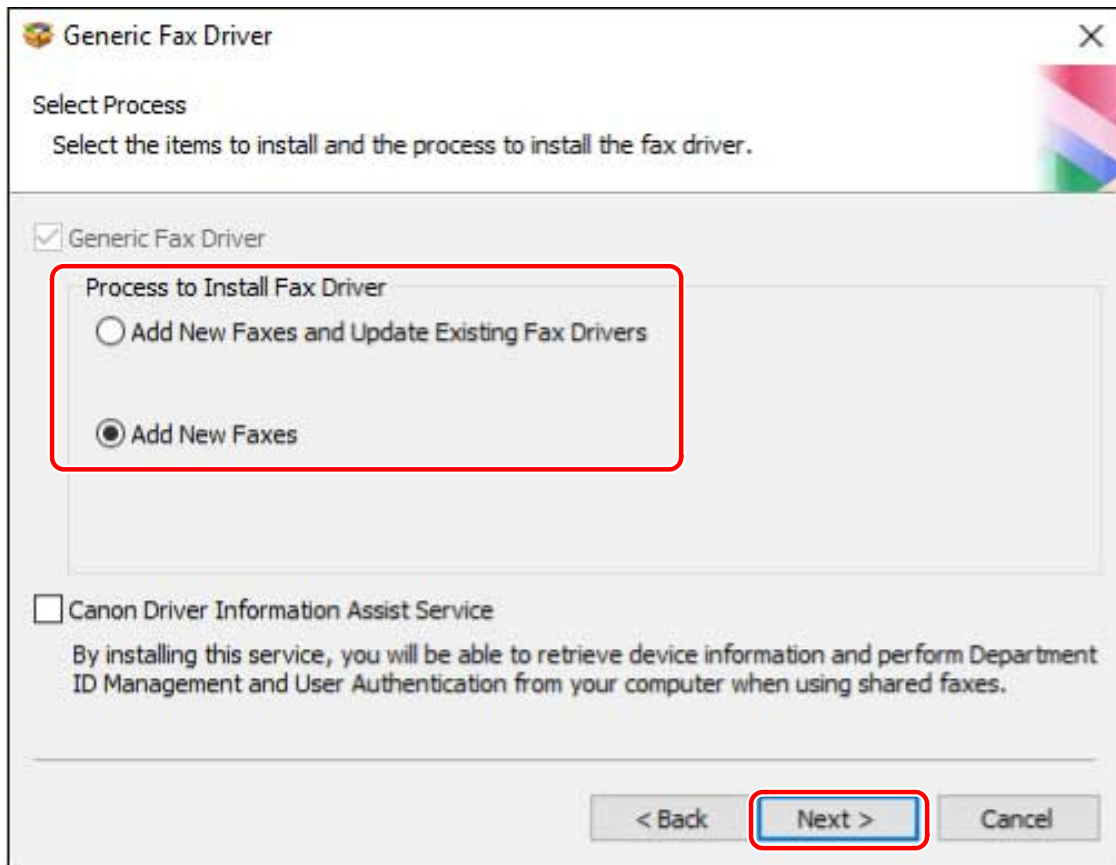 Generic Fax Driver
Select Process
Select the items to install and the process to install the fax driver.
Generic Fax Driver
Process to Install Fax Driver
Add New Faxes and Update Existing Fax Drivers
Add New Faxes
Canon Driver Information Assist Service
By installing this service, you will be able to retrieve device information and perform Department
ID Management and User Authentication from your computer when using shared faxes.
< Back Next > Cancel